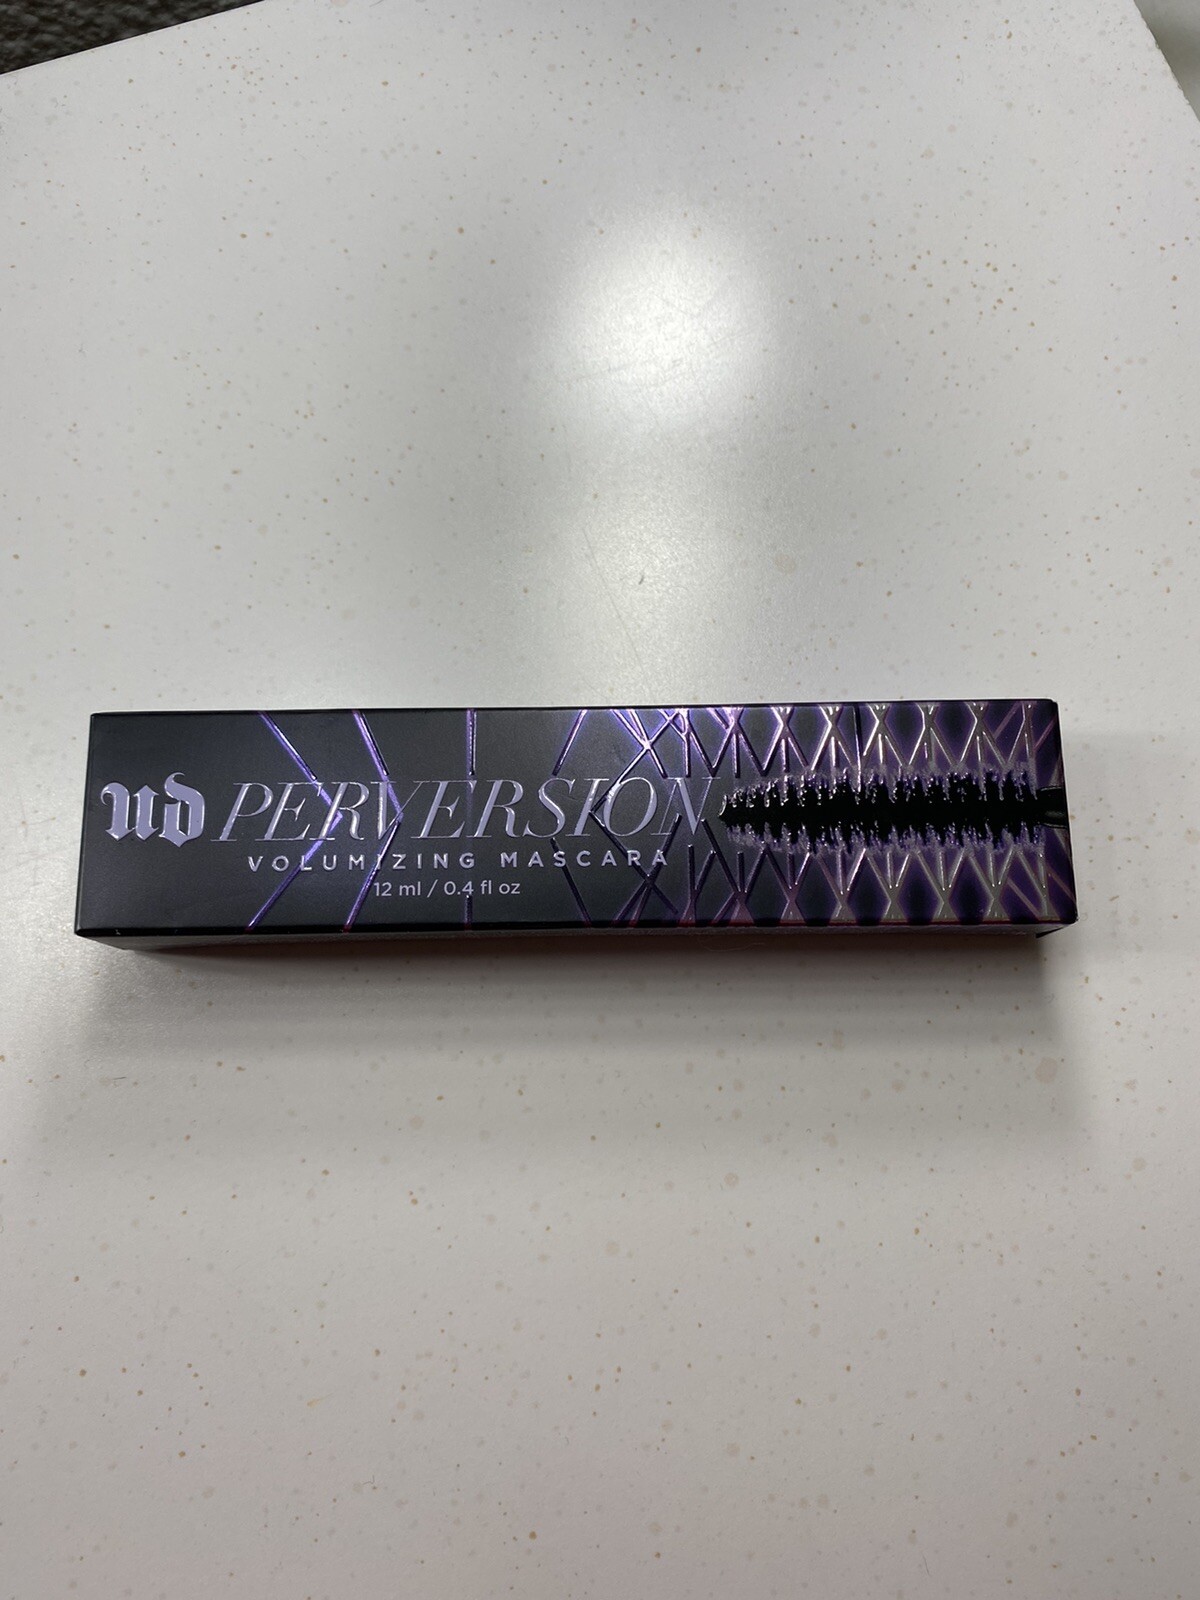 ud PERVERSION
VOLUMIZING MASCARA
12 ml / 0.4 fl oz